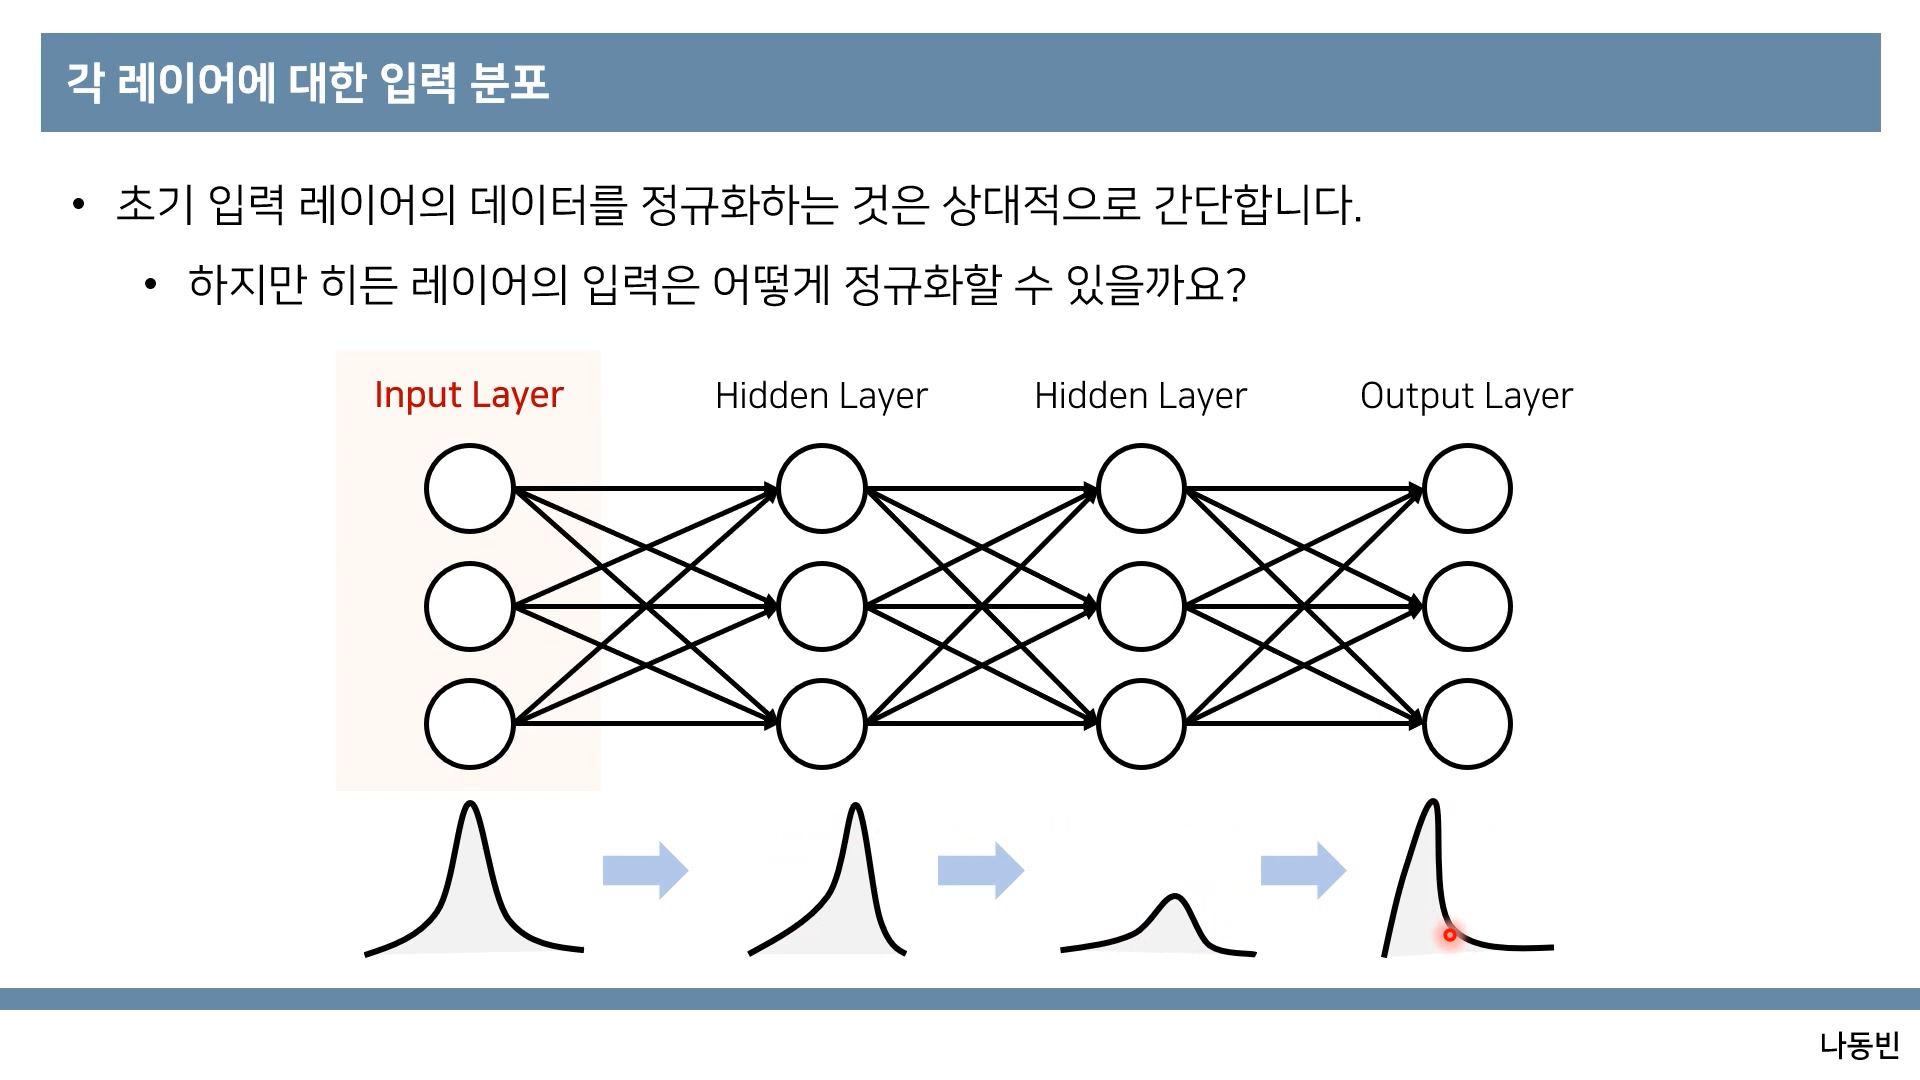 각 레이어에 대한 입력 분포
• 초기 입력 레이어의 데이터를 정규화하는 것은 상대적으로 간단합니다.
• 하지만 히든 레이어의 입력은 어떻게 정규화할 수 있을까요?
Input Layer
Hidden Layer
Hidden Layer
Output Layer
나동빈